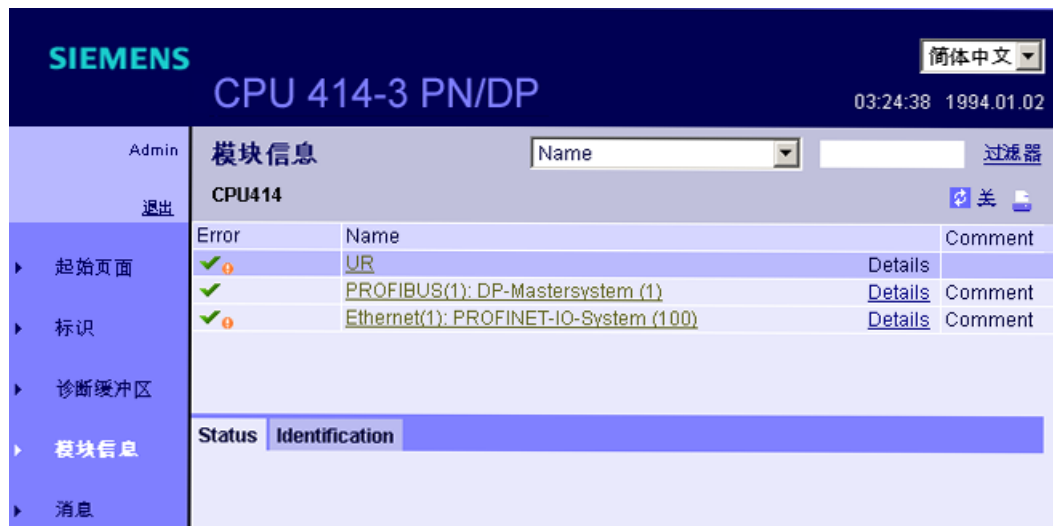 SIEMENS
CPU 414-3 PN/DP
简体中文
03:24:38 1994.01.02
Admin
退出
模块信息
Name
过滤器
CPU414
关
Error Name Comment
UR Details
PROFIBUS(1): DP-Mastersystem (1) Details Comment
Ethernet(1): PROFINET-IO-System (100) Details Comment
起始页面
标识
诊断缓冲区
模块信息
消息
Status Identification